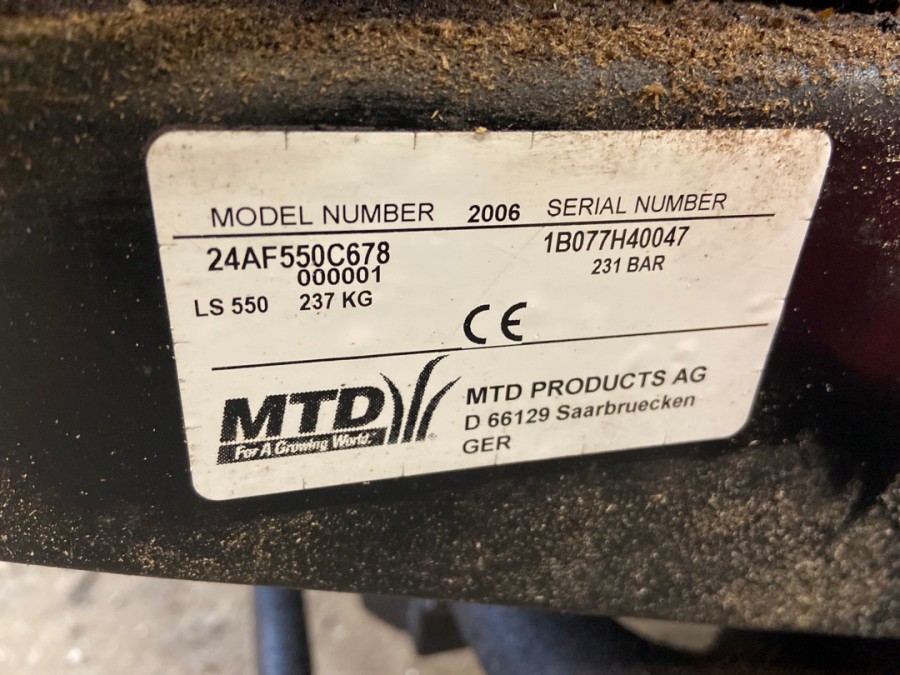 MODEL NUMBER 2006 SERIAL NUMBER
24AF550C678 1B077H40047
000001 231 BAR
LS 550 237 KG
CE
MTD
For A Growing World.
MTD PRODUCTS AG
D 66129 Saarbruecken
GER